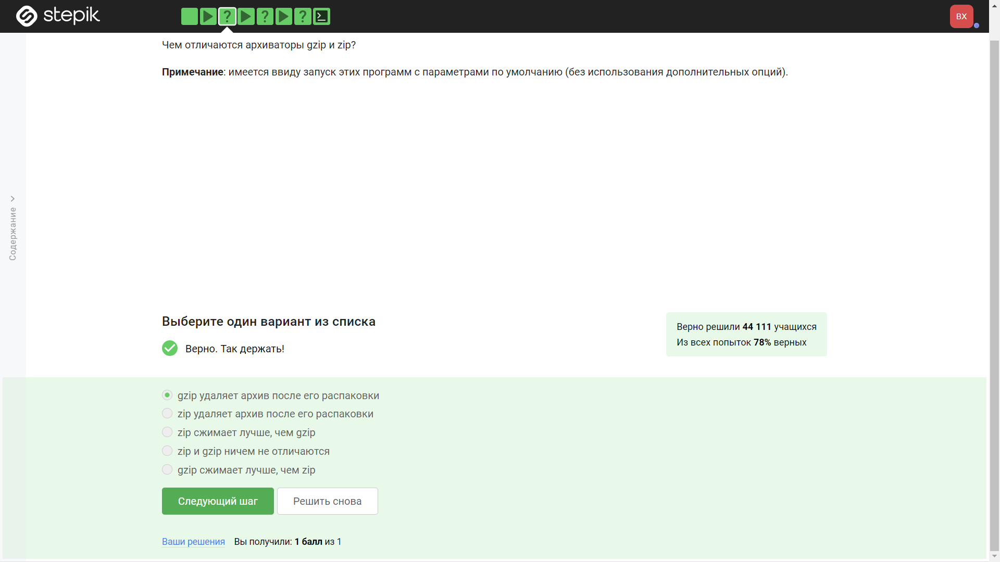 stepik
? ? ?
ВХ
Чем отличаются архиваторы gzip и zip?
Примечание: имеется ввиду запуск этих программ с параметрами по умолчанию (без использования дополнительных опций).
Содержание
Выберите один вариант из списка
Верно. Так держать!
Верно решили 44 111 учащихся
Из всех попыток 78% верных
gzip удаляет архив после его распаковки
zip удаляет архив после его распаковки
zip сжимает лучше, чем gzip
zip и gzip ничем не отличаются
gzip сжимает лучше, чем zip
Следующий шаг Решить снова
Ваши решения Вы получили: 1 балл из 1